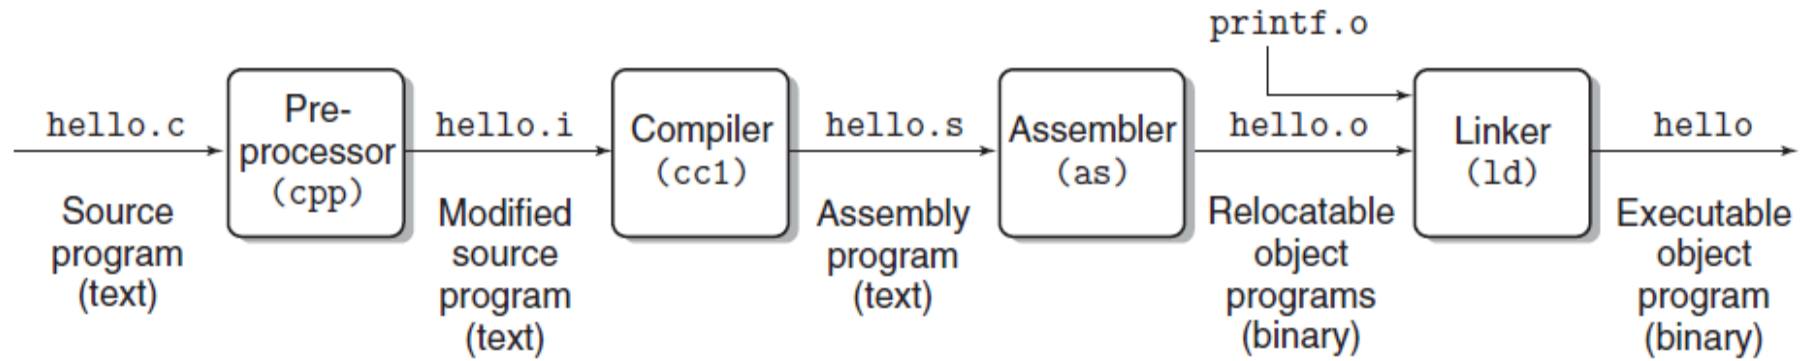 printf.o
hello.c
Pre-
processor
(cpp)
hello.i
Compiler
(cc1)
hello.s
Assembler
(as)
hello.o
Linker
(ld)
hello
Source
program
(text)
Modified
source
program
(text)
Assembly
program
(text)
Relocatable
object
programs
(binary)
Executable
object
program
(binary)